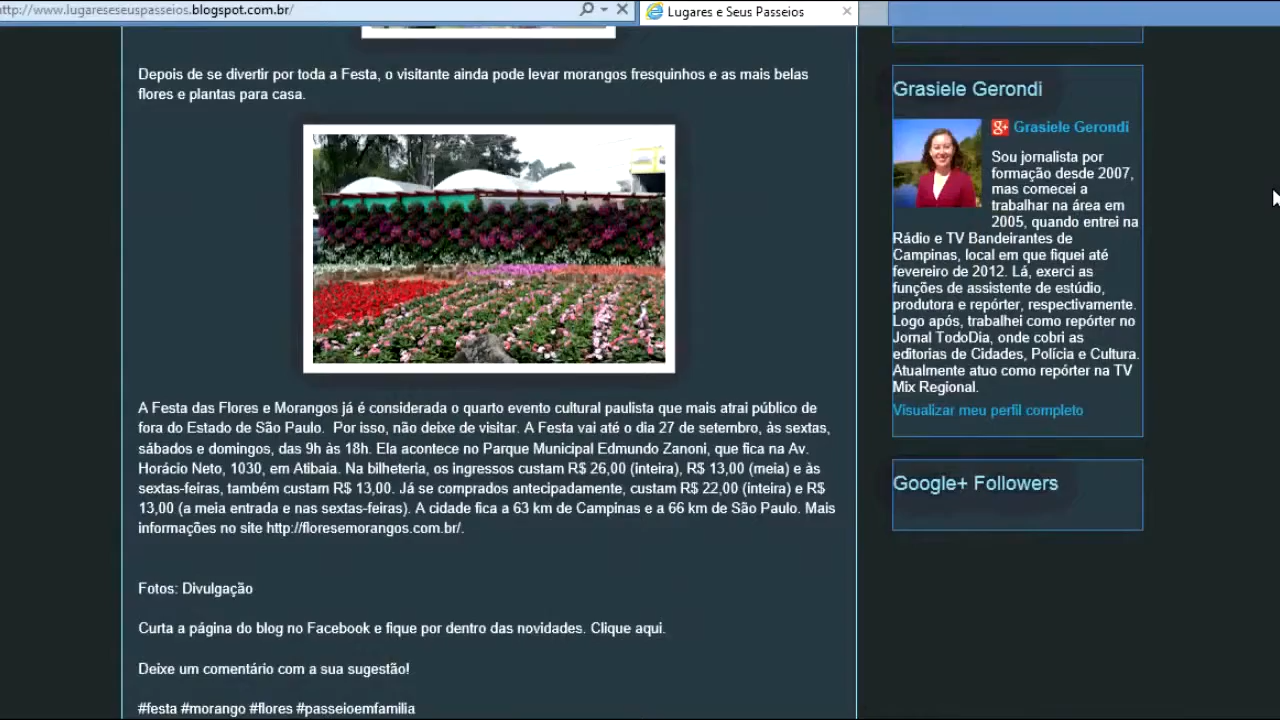 http://www.lugareseseuspasseios.blogspot.com.br/
Lugares e Seus Passeios
Depois de se divertir por toda a Festa, o visitante ainda pode levar morangos fresquinhos e as mais belas
flores e plantas para casa.
A Festa das Flores e Morangos já é considerada o quarto evento cultural paulista que mais atrai público de
fora do Estado de São Paulo.  Por isso, não deixe de visitar. A Festa vai até o dia 27 de setembro, às sextas,
sábados e domingos, das 9h às 18h. Ela acontece no Parque Municipal Edmundo Zanoni, que fica na Av.
Horácio Neto, 1030, em Atibaia. Na bilheteria, os ingressos custam R$ 26,00 (inteira), R$ 13,00 (meia) e às
sextas-feiras, também custam R$ 13,00. Já se comprados antecipadamente, custam R$ 22,00 (inteira) e R$
13,00 (a meia entrada e nas sextas-feiras). A cidade fica a 63 km de Campinas e a 66 km de São Paulo. Mais
informações no site http://floresemorangos.com.br/.
Fotos: Divulgação
Curta a página do blog no Facebook e fique por dentro das novidades. Clique aqui.
Deixe um comentário com a sua sugestão!
#festa #morango #flores #passeioemfamilia
Grasiele Gerondi
g+ Grasiele Gerondi
Sou jornalista por
formação desde 2007,
mas comecei a
trabalhar na área em
2005, quando entrei na
Rádio e TV Bandeirantes de
Campinas, local em que fiquei até
fevereiro de 2012. Lá, exerci as
funções de assistente de estúdio,
produtora e repórter, respectivamente.
Logo após, trabalhei como repórter no
Jornal TodoDia, onde cobri as
editorias de Cidades, Polícia e Cultura.
Atualmente atuo como repórter na TV
Mix Regional.
Visualizar meu perfil completo
Google+ Followers